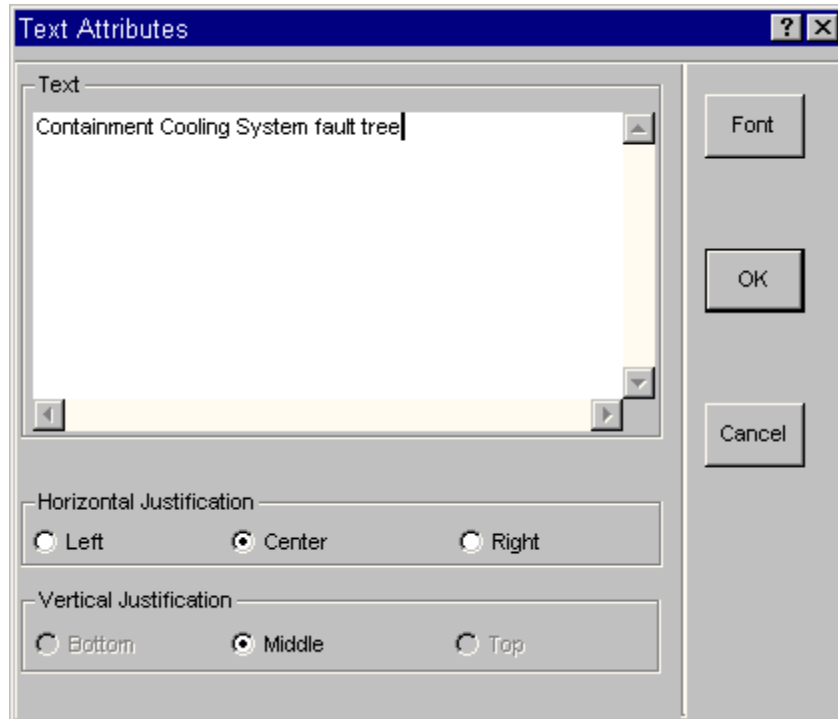 Text Attributes
Text
Containment Cooling System fault tree
Font
OK
Cancel
Horizontal Justification
Left Center Right
Vertical Justification
Bottom Middle Top